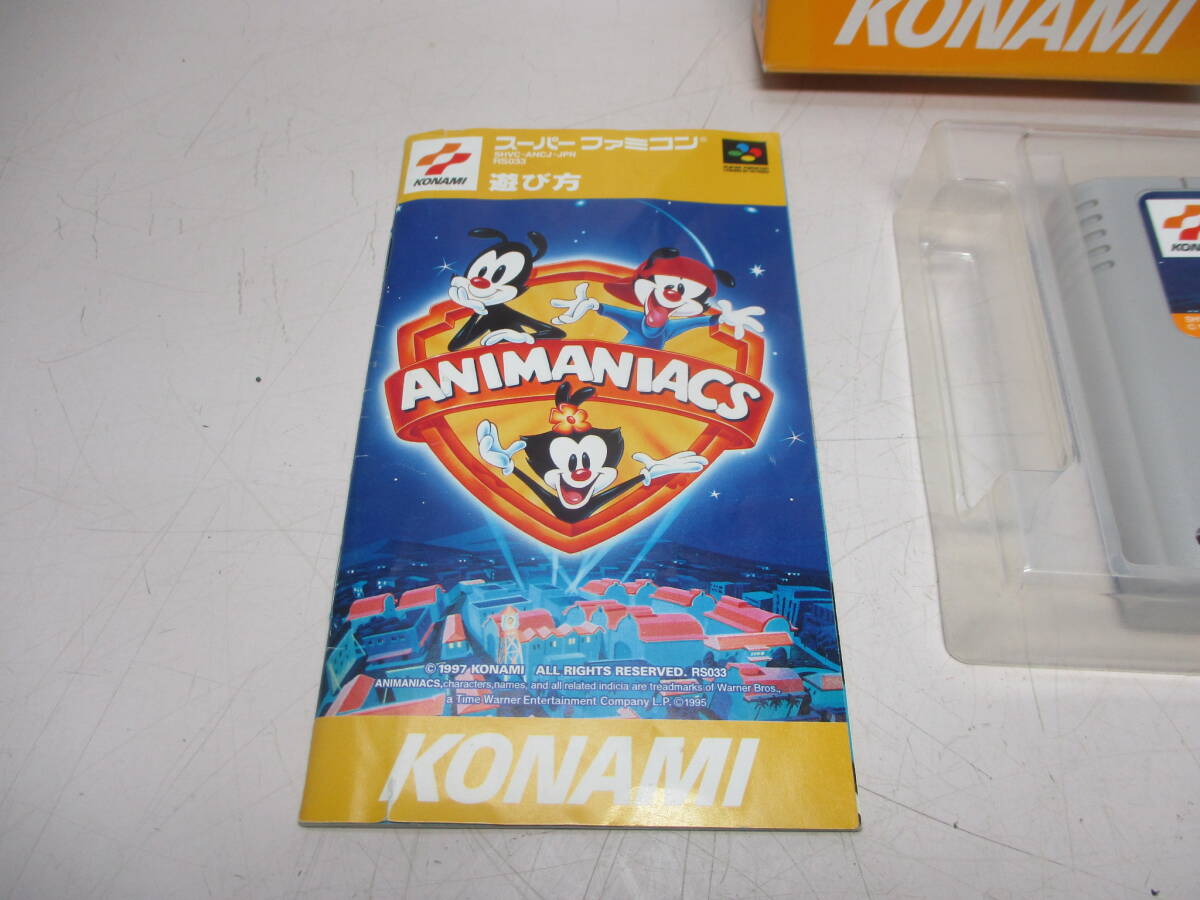 KONAMI
スーパーファミコン®
SHVC-ANCJ-JPN
RS033
KONAMI
遊び方
ANIMANIACS
©1997 KONAMI ALL RIGHTS RESERVED. RS033
ANIMANIACS,characters,names, and all related indicia are treadmarks of Warner Bros.,
a Time Warner Entertainment Company L.P. ©1995
KONAMI